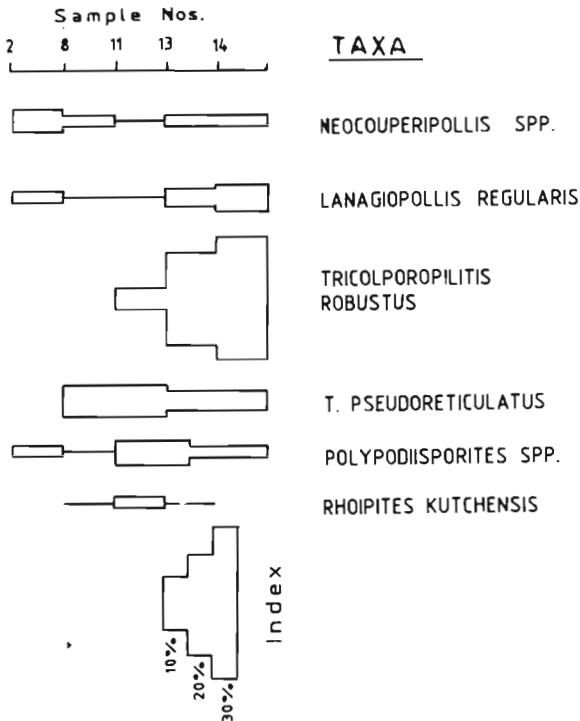 Sample Nos.
2 8 11 13 14
TAXA
NEOCOUPERIPOLLIS SPP.
LANAGIOPOLLIS REGULARIS
TRICOLPOROPILITIS
ROBUSTUS
T. PSEUDORETICULATUS
POLYPODIISPORITES SPP.
RHOIPITES KUTCHENSIS
Index
10%
20%
30%